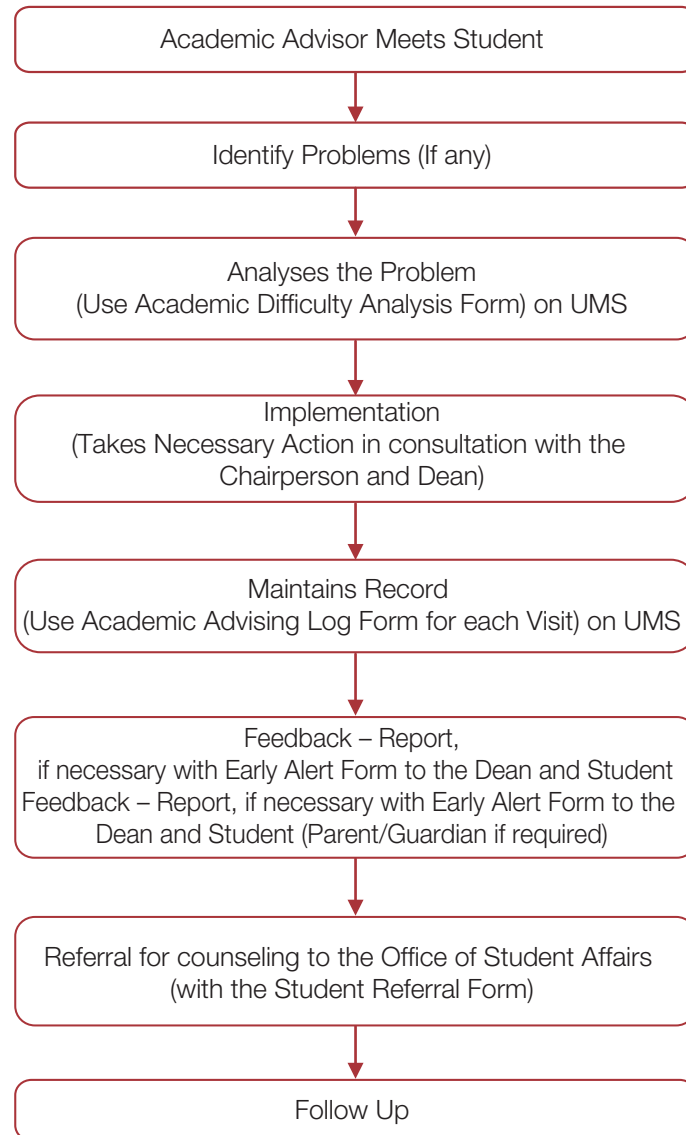 Academic Advisor Meets Student
Identify Problems (If any)
Analyses the Problem
(Use Academic Difficulty Analysis Form) on UMS
Implementation
(Takes Necessary Action in consultation with the
Chairperson and Dean)
Maintains Record
(Use Academic Advising Log Form for each Visit) on UMS
Feedback – Report,
if necessary with Early Alert Form to the Dean and Student
Feedback – Report, if necessary with Early Alert Form to the
Dean and Student (Parent/Guardian if required)
Referral for counseling to the Office of Student Affairs
(with the Student Referral Form)
Follow Up